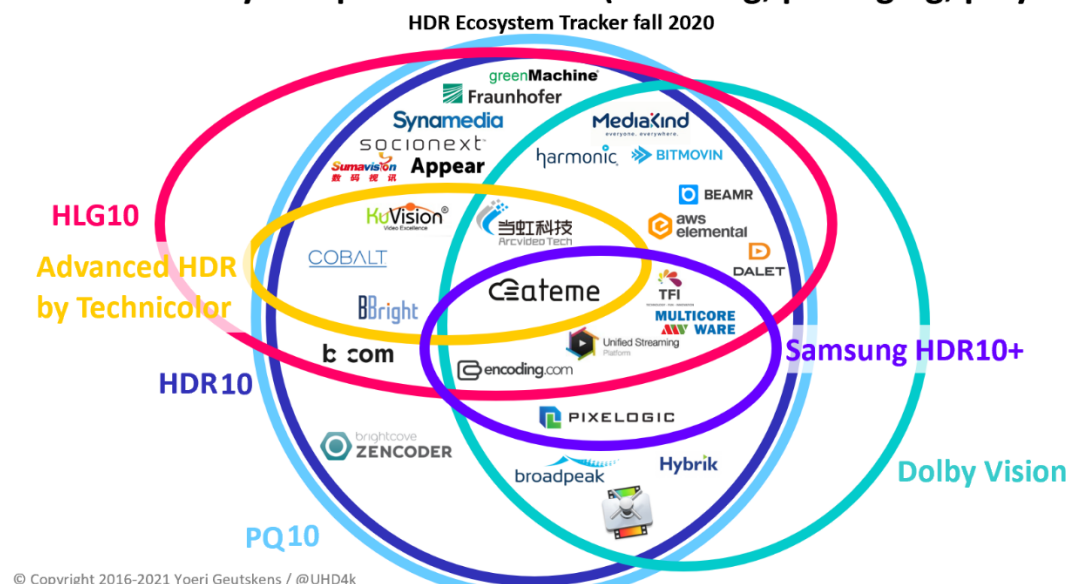 HDR Ecosystem Tracker fall 2020
greenMachine
Fraunhofer
Synamedia
MediaKind
everyone. everywhere.
socionext
harmonic
BITMOVIN
Sumavision
数码视讯
Appear
BEAMR
KuVision®
Video Excellence
当虹科技
Arcvideo Tech
aws
elemental
HLG10
DALET
COBALT
Advanced HDR
by Technicolor
ateme
TFI
BBright
MULTICORE
WARE
Unified Streaming
Platform
b com
Samsung HDR10+
encoding.com
HDR10
PIXELOGIC
brightcove
ZENCODER
broadpeak
Hybrik
Dolby Vision
PQ10
© Copyright 2016-2021 Yoeri Geutskens / @UHD4k